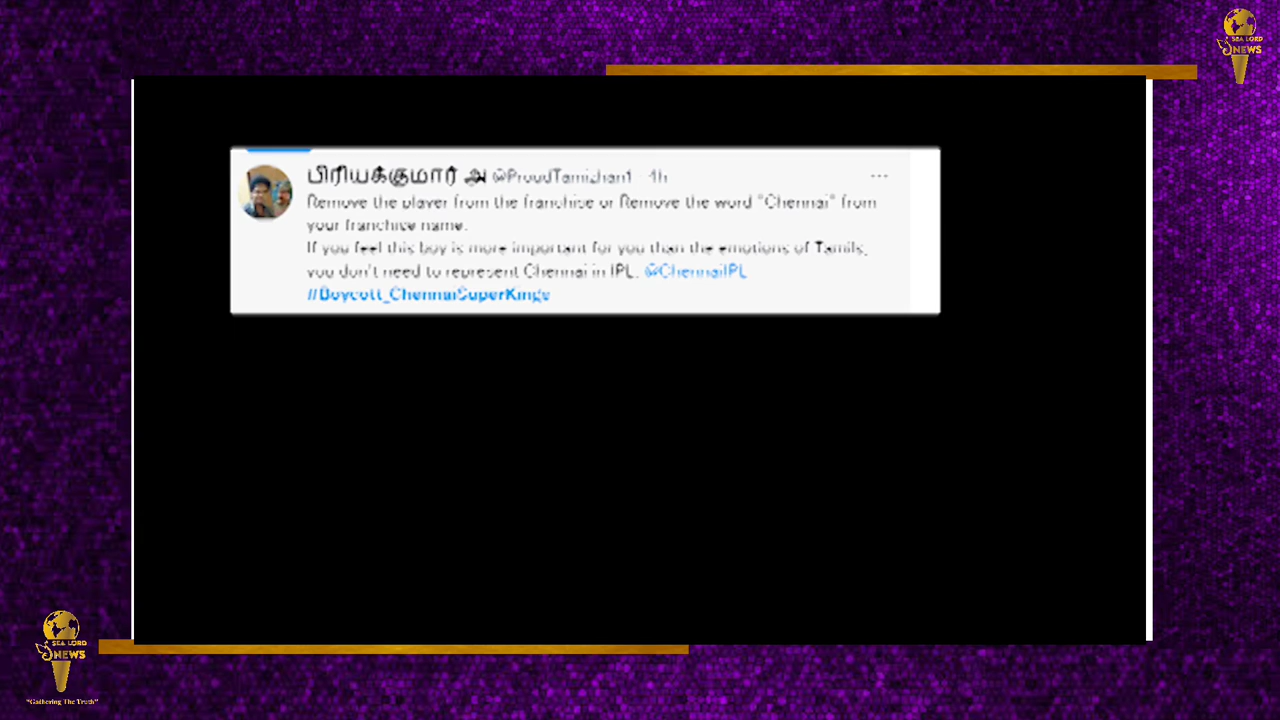 SEA LORD
NEWS
பிரியக்குமார் அ @ProudTamizhan1 4h
Remove the player from the franchise or Remove the word "Chennai" from
your franchise name.
If you feel this boy is more important for you than the emotions of Tamils,
you don't need to represent Chennai in IPL. @ChennaiIPL
#Boycott_ChennaiSuperKings
SEA LORD
NEWS
"Gathering The Truth"